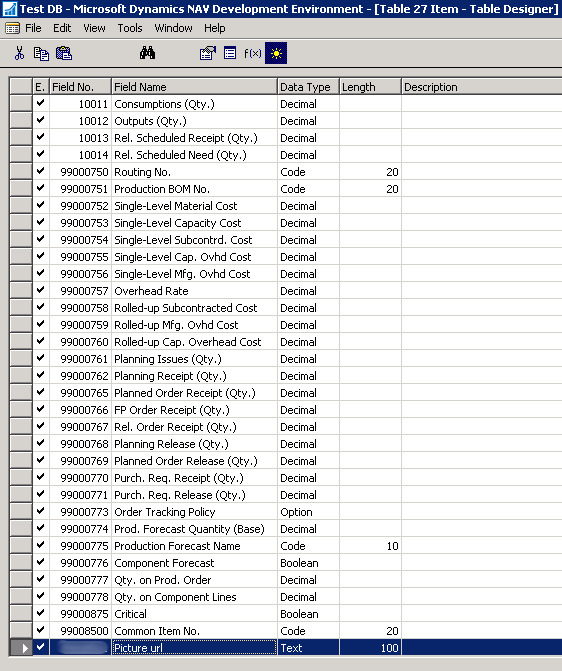 Test DB - Microsoft Dynamics NAV Development Environment - [Table 27 Item - Table Designer]
File Edit View Tools Window Help
f(x)
E. Field No. Field Name Data Type Length Description
10011 Consumptions (Qty.) Decimal
10012 Outputs (Qty.) Decimal
10013 Rel. Scheduled Receipt (Qty.) Decimal
10014 Rel. Scheduled Need (Qty.) Decimal
99000750 Routing No. Code 20
99000751 Production BOM No. Code 20
99000752 Single-Level Material Cost Decimal
99000753 Single-Level Capacity Cost Decimal
99000754 Single-Level Subcontrd. Cost Decimal
99000755 Single-Level Cap. Ovhd Cost Decimal
99000756 Single-Level Mfg. Ovhd Cost Decimal
99000757 Overhead Rate Decimal
99000758 Rolled-up Subcontracted Cost Decimal
99000759 Rolled-up Mfg. Ovhd Cost Decimal
99000760 Rolled-up Cap. Overhead Cost Decimal
99000761 Planning Issues (Qty.) Decimal
99000762 Planning Receipt (Qty.) Decimal
99000765 Planned Order Receipt (Qty.) Decimal
99000766 FP Order Receipt (Qty.) Decimal
99000767 Rel. Order Receipt (Qty.) Decimal
99000768 Planning Release (Qty.) Decimal
99000769 Planned Order Release (Qty.) Decimal
99000770 Purch. Req. Receipt (Qty.) Decimal
99000771 Purch. Req. Release (Qty.) Decimal
99000773 Order Tracking Policy Option
99000774 Prod. Forecast Quantity (Base) Decimal
99000775 Production Forecast Name Code 10
99000776 Component Forecast Boolean
99000777 Qty. on Prod. Order Decimal
99000778 Qty. on Component Lines Decimal
99000875 Critical Boolean
99008500 Common Item No. Code 20
Picture url Text 100